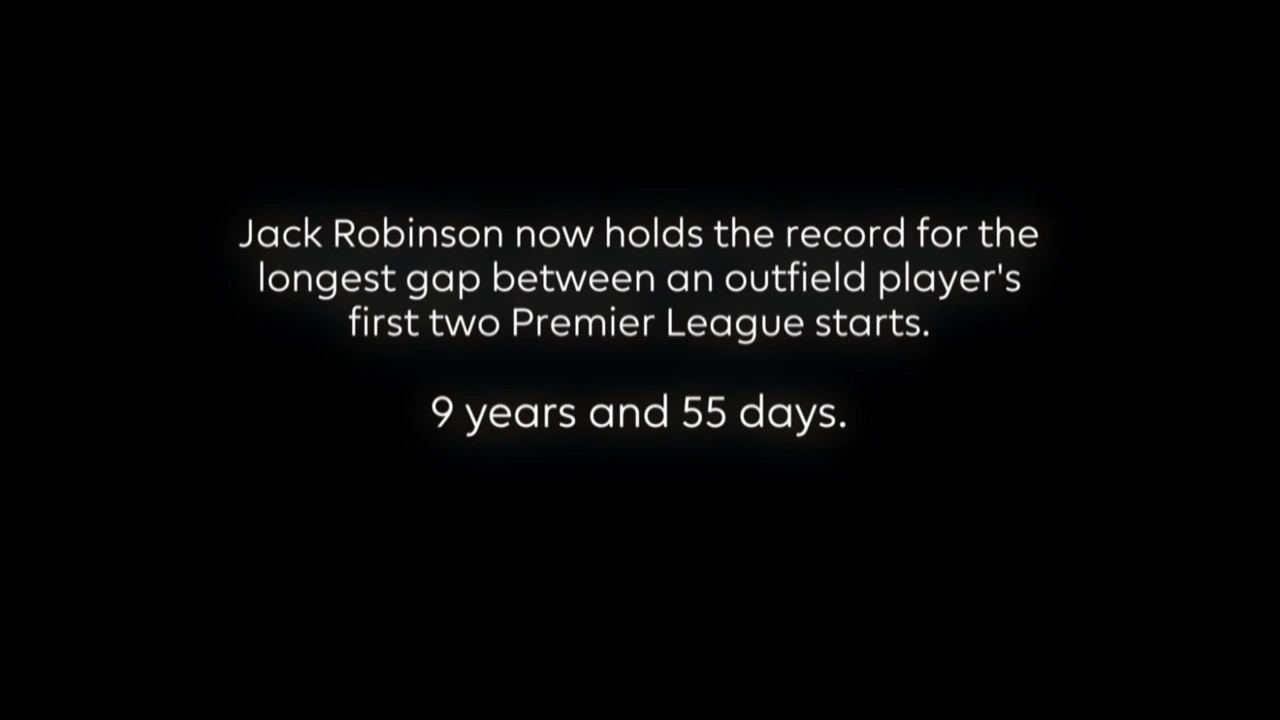 Jack Robinson now holds the record for the
longest gap between an outfield player's
first two Premier League starts.
9 years and 55 days.